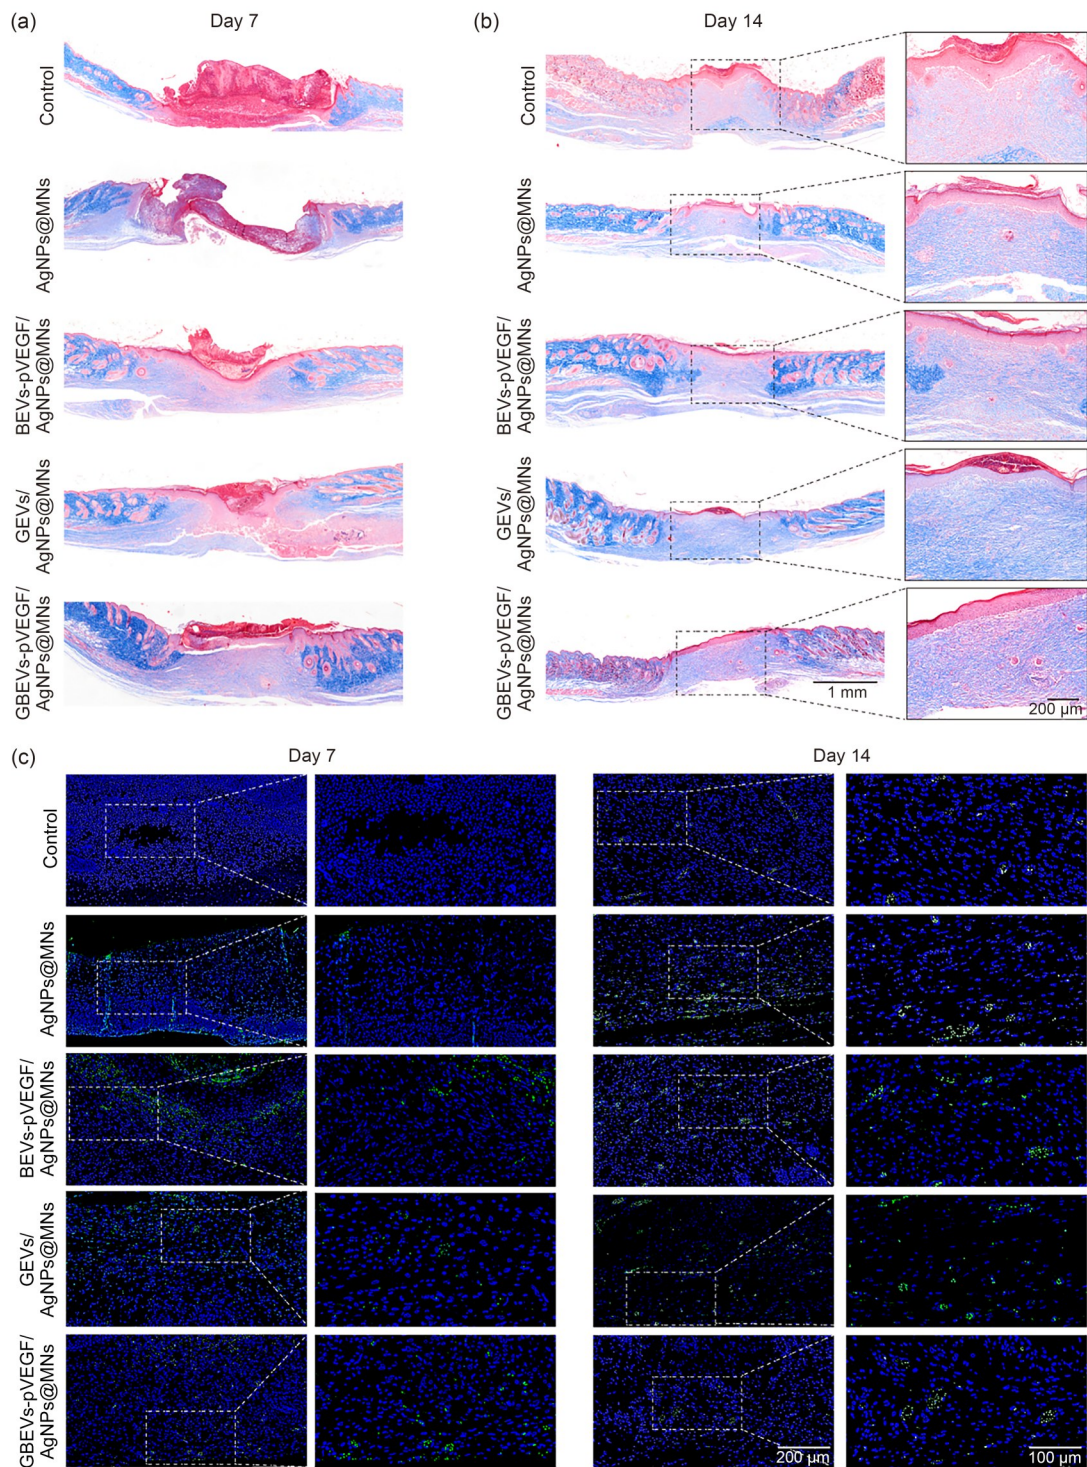 (a)
Day 7
(b)
Day 14
Control
AgNPs@MNs
BEVs-pVEGF/
AgNPs@MNs
GEVs/
AgNPs@MNs
GBEVs-pVEGF/
AgNPs@MNs
Control
AgNPs@MNs
BEVs-pVEGF/
AgNPs@MNs
GEVs/
AgNPs@MNs
GBEVs-pVEGF/
AgNPs@MNs
1 mm
200 µm
(c)
Day 7
Day 14
Control
AgNPs@MNs
BEVs-pVEGF/
AgNPs@MNs
GEVs/
AgNPs@MNs
GBEVs-pVEGF/
AgNPs@MNs
200 µm
100 µm